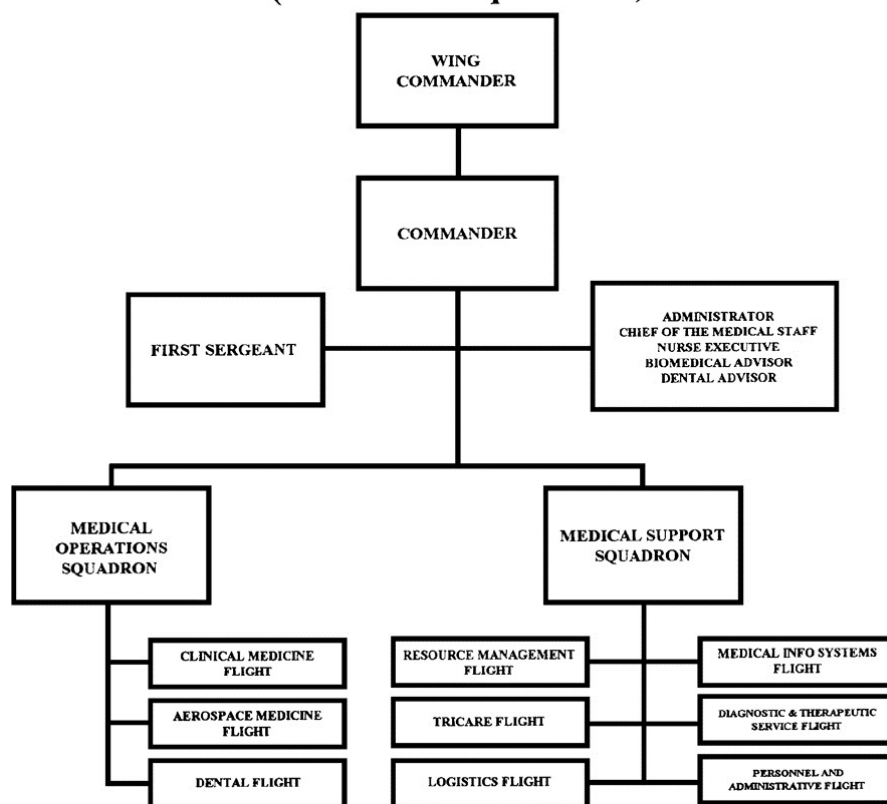 WING
COMMANDER
COMMANDER
FIRST SERGEANT
ADMINISTRATOR
CHIEF OF THE MEDICAL STAFF
NURSE EXECUTIVE
BIOMEDICAL ADVISOR
DENTAL ADVISOR
MEDICAL
OPERATIONS
SQUADRON
MEDICAL SUPPORT
SQUADRON
CLINICAL MEDICINE
FLIGHT
AEROSPACE MEDICINE
FLIGHT
DENTAL FLIGHT
RESOURCE MANAGEMENT
FLIGHT
TRICARE FLIGHT
LOGISTICS FLIGHT
MEDICAL INFO SYSTEMS
FLIGHT
DIAGNOSTIC & THERAPEUTIC
SERVICE FLIGHT
PERSONNEL AND
ADMINISTRATIVE FLIGHT